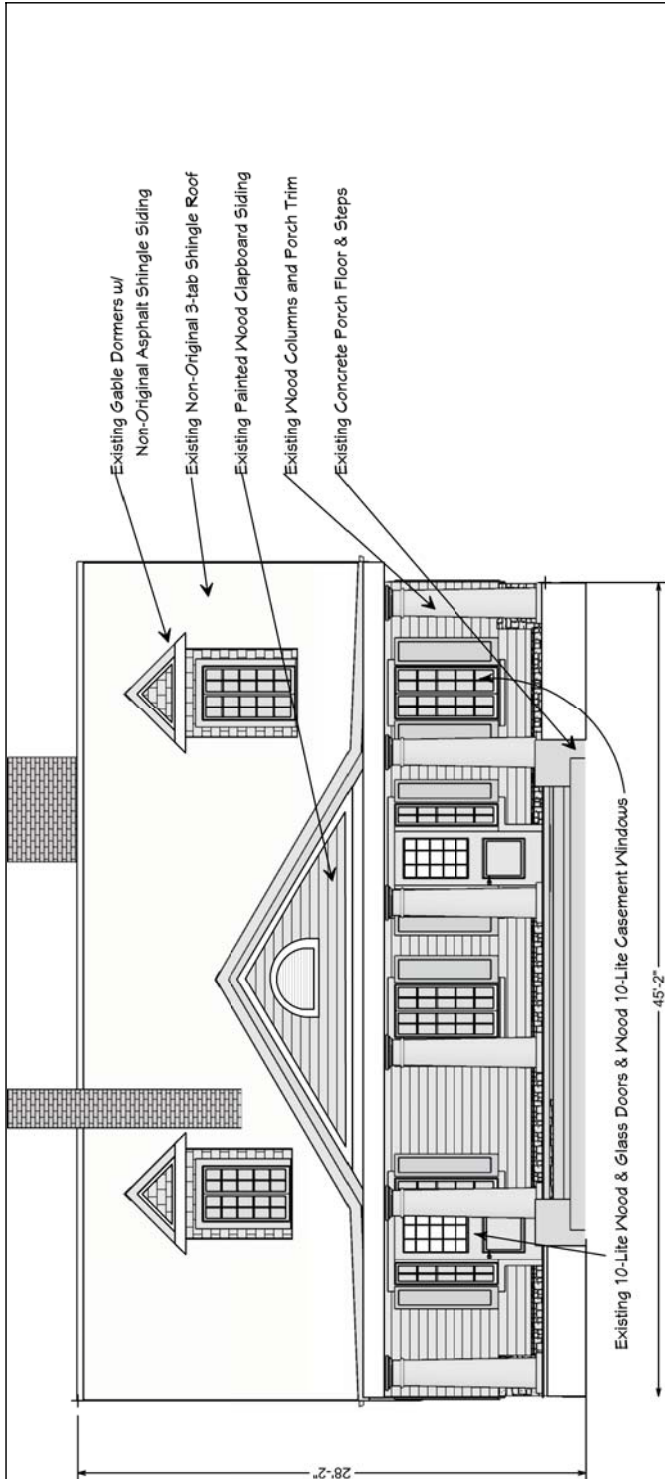 Existing Gable Dormers w/
Non-Original Asphalt Shingle Siding
Existing Non-Original 3-tab Shingle Roof
Existing Painted Wood Clapboard Siding
Existing Wood Columns and Porch Trim
Existing Concrete Porch Floor & Steps
Existing 10-Lite Wood & Glass Doors & Wood 10-Lite Casement Windows
45'-2"
28'-2"